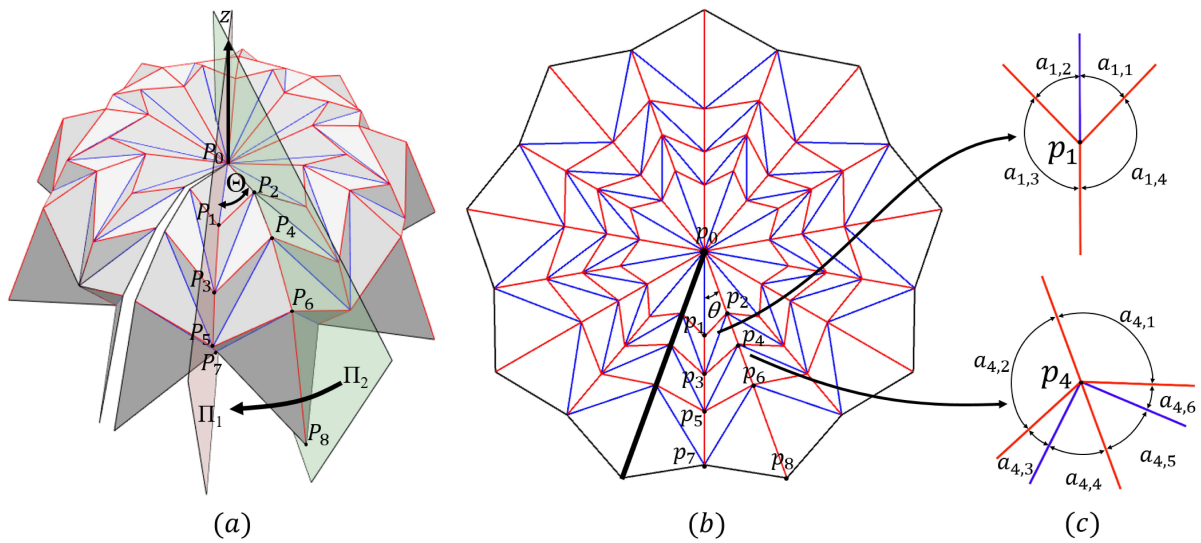 z
P₀
Θ
P₂
P₁
P₄
P₃
P₆
P₅
P₇
Π₂
Π₁
P₈
(a)
p₀
θ
p₂
p₁
p₄
p₃
p₆
p₅
p₇
p₈
(b)
a₁,₂
a₁,₁
p₁
a₁,₃
a₁,₄
a₄,₁
a₄,₂
p₄
a₄,₆
a₄,₃
a₄,₅
a₄,₄
(c)